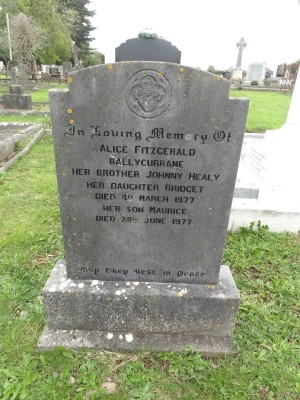 In Loving Memory Of
ALICE FITZGERALD
BALLYCURRANE
HER BROTHER JOHNNY HEALY
HER DAUGHTER BRIDGET
DIED 4TH MARCH 1977
HER SON MAURICE
DIED 28TH JUNE 1977
May They Rest in Peace